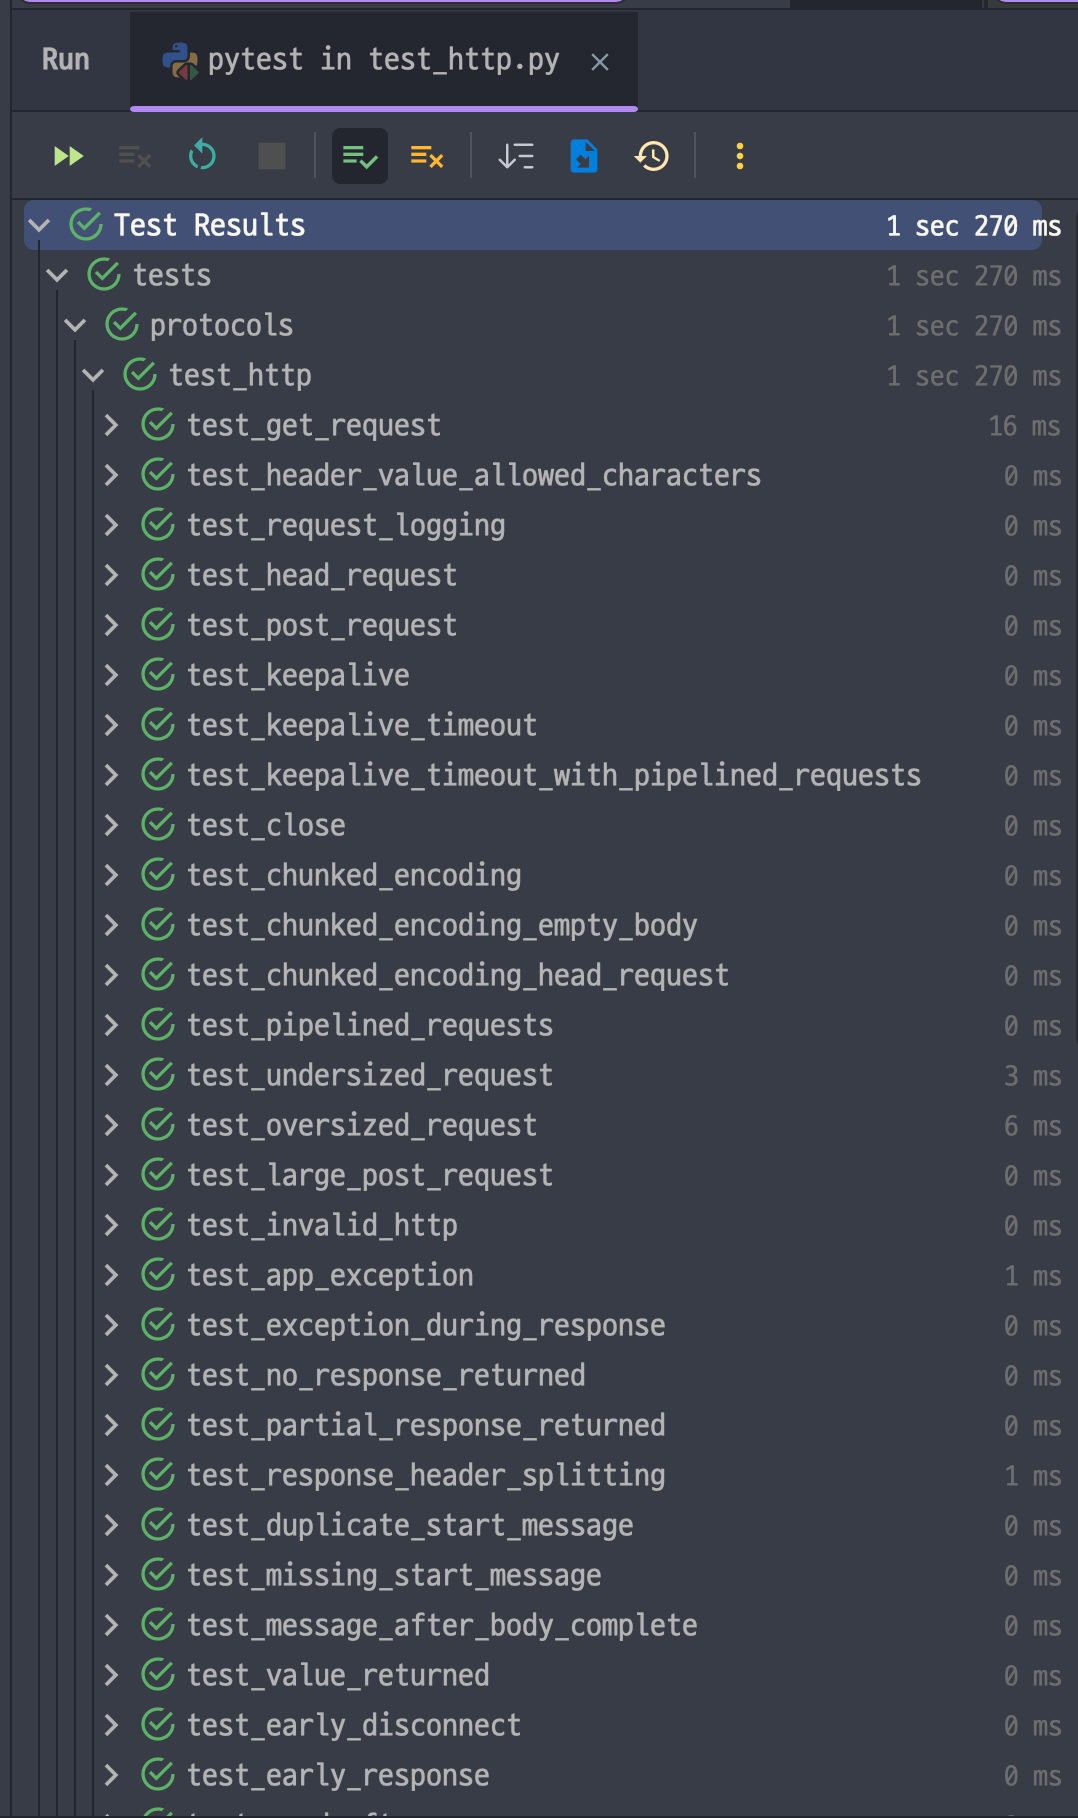 Run pytest in test_http.py
Test Results 1 sec 270 ms
tests 1 sec 270 ms
protocols 1 sec 270 ms
test_http 1 sec 270 ms
test_get_request 16 ms
test_header_value_allowed_characters 0 ms
test_request_logging 0 ms
test_head_request 0 ms
test_post_request 0 ms
test_keepalive 0 ms
test_keepalive_timeout 0 ms
test_keepalive_timeout_with_pipelined_requests 0 ms
test_close 0 ms
test_chunked_encoding 0 ms
test_chunked_encoding_empty_body 0 ms
test_chunked_encoding_head_request 0 ms
test_pipelined_requests 0 ms
test_undersized_request 3 ms
test_oversized_request 6 ms
test_large_post_request 0 ms
test_invalid_http 0 ms
test_app_exception 1 ms
test_exception_during_response 0 ms
test_no_response_returned 0 ms
test_partial_response_returned 0 ms
test_response_header_splitting 1 ms
test_duplicate_start_message 0 ms
test_missing_start_message 0 ms
test_message_after_body_complete 0 ms
test_value_returned 0 ms
test_early_disconnect 0 ms
test_early_response 0 ms